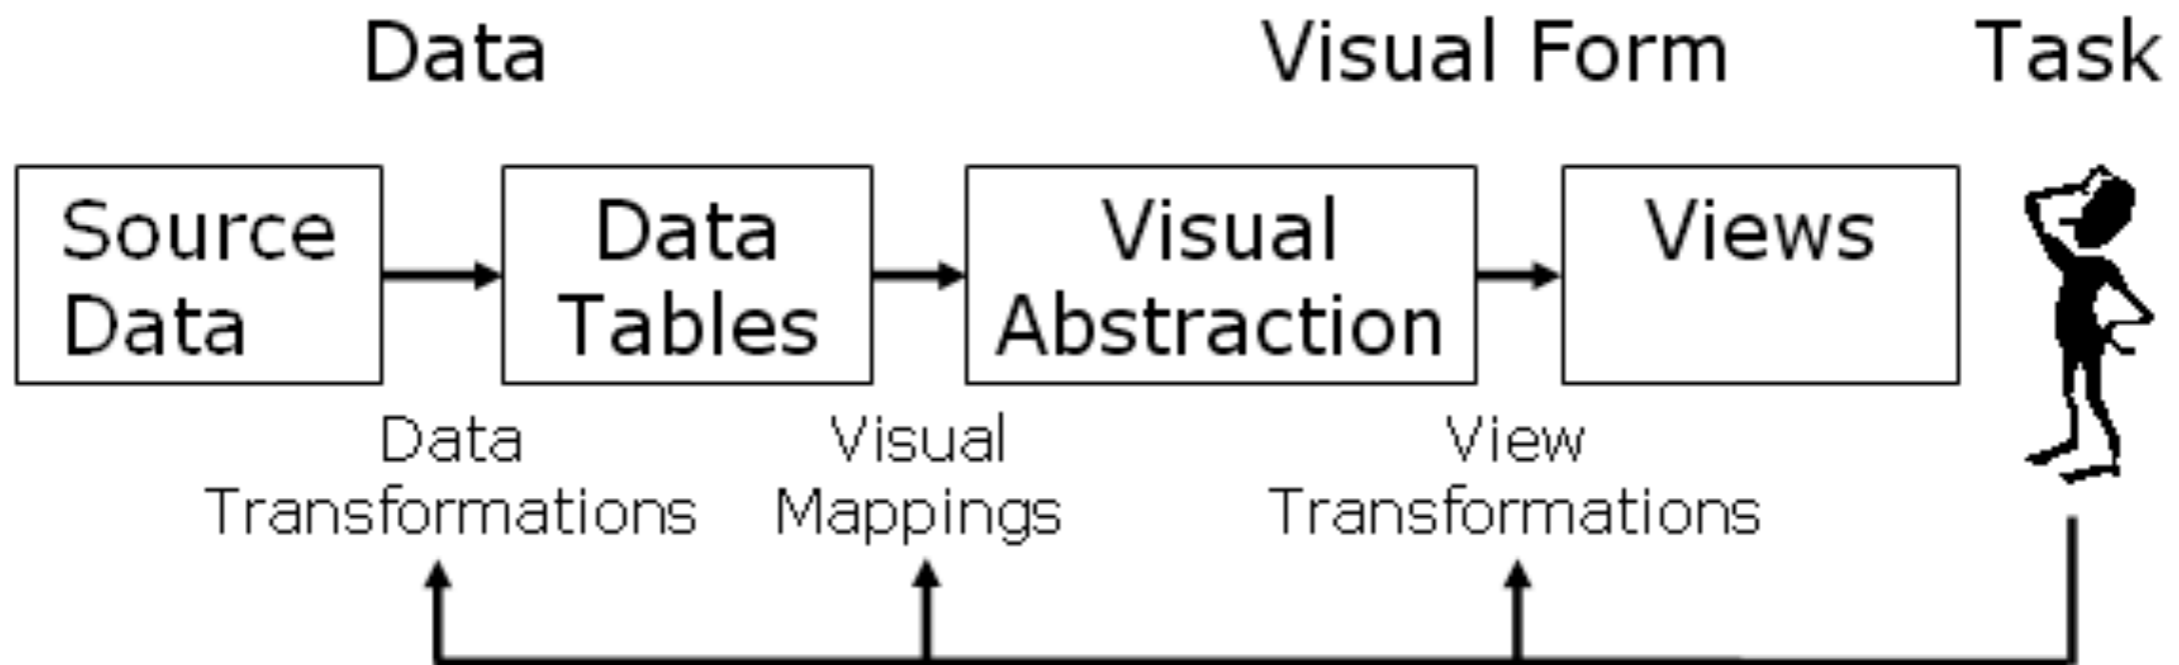 Data
Visual Form
Task
Source
Data
Data
Tables
Visual
Abstraction
Views
Data
Transformations
Visual
Mappings
View
Transformations